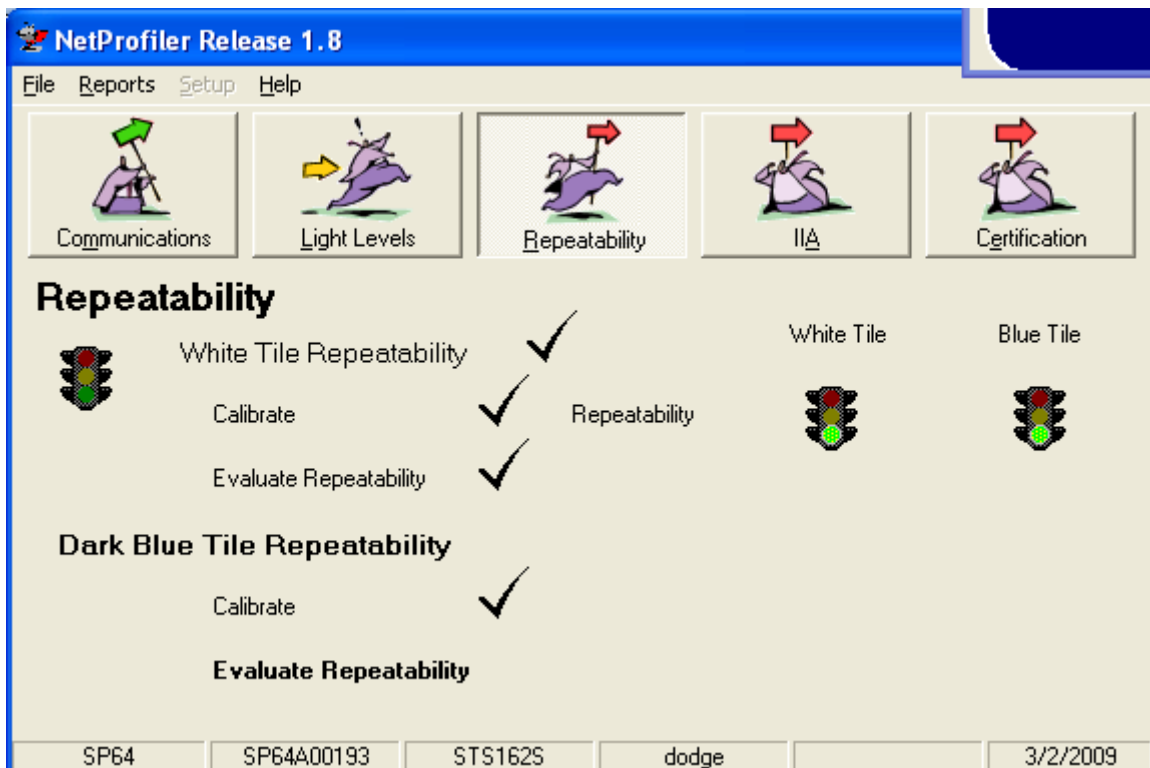 NetProfiler Release 1.8
File Reports Setup Help
Communications Light Levels Repeatability IIA Certification
Repeatability
White Tile Repeatability
White Tile Blue Tile
Calibrate
Repeatability
Evaluate Repeatability
Dark Blue Tile Repeatability
Calibrate
Evaluate Repeatability
SP64 SP64A00193 STS162S dodge 3/2/2009